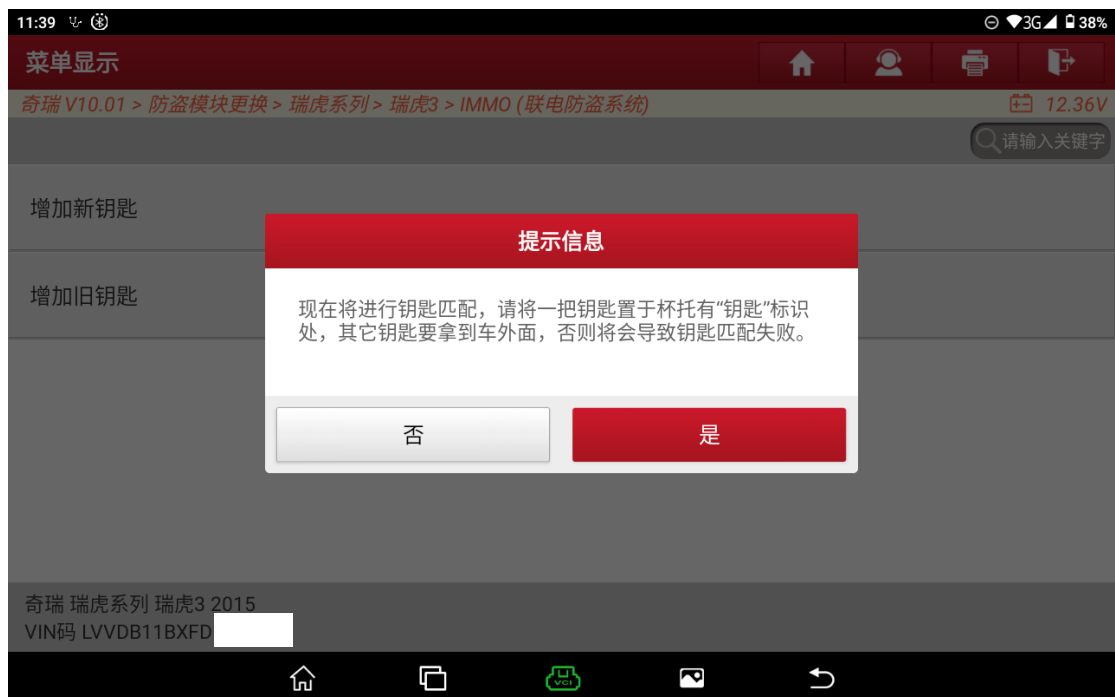 11:39
3G 38%
菜单显示
奇瑞 V10.01 > 防盗模块更换 > 瑞虎系列 > 瑞虎3 > IMMO (联电防盗系统)
12.36V
请输入关键字
增加新钥匙
提示信息
增加旧钥匙
现在将进行钥匙匹配，请将一把钥匙置于杯托有“钥匙”标识
处，其它钥匙要拿到车外面，否则将会导致钥匙匹配失败。
否
是
奇瑞 瑞虎系列 瑞虎3 2015
VIN码 LVVDB11BXFD
VCI